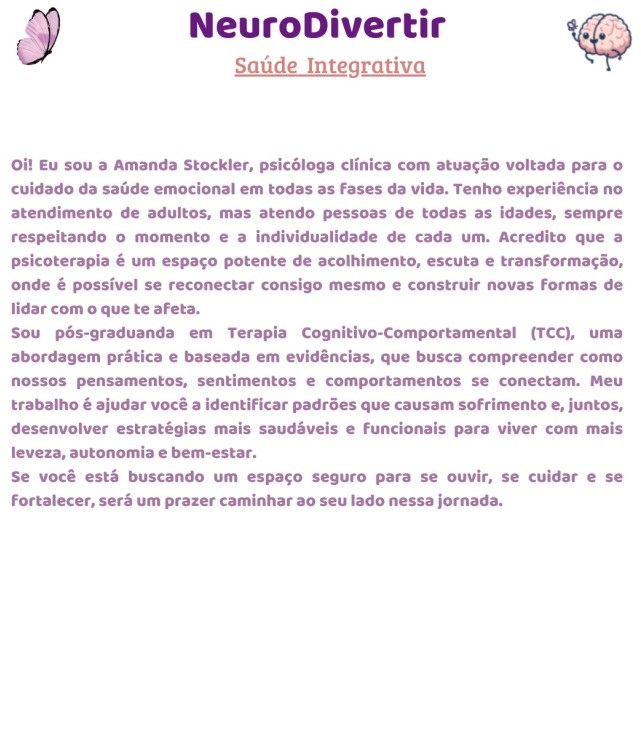 NeuroDivertir
Saúde Integrativa
Oi! Eu sou a Amanda Stockler, psicóloga clínica com atuação voltada para o
cuidado da saúde emocional em todas as fases da vida. Tenho experiência no
atendimento de adultos, mas atendo pessoas de todas as idades, sempre
respeitando o momento e a individualidade de cada um. Acredito que a
psicoterapia é um espaço potente de acolhimento, escuta e transformação,
onde é possível se reconectar consigo mesmo e construir novas formas de
lidar com o que te afeta.
Sou pós-graduanda em Terapia Cognitivo-Comportamental (TCC), uma
abordagem prática e baseada em evidências, que busca compreender como
nossos pensamentos, sentimentos e comportamentos se conectam. Meu
trabalho é ajudar você a identificar padrões que causam sofrimento e, juntos,
desenvolver estratégias mais saudáveis e funcionais para viver com mais
leveza, autonomia e bem-estar.
Se você está buscando um espaço seguro para se ouvir, se cuidar e se
fortalecer, será um prazer caminhar ao seu lado nessa jornada.